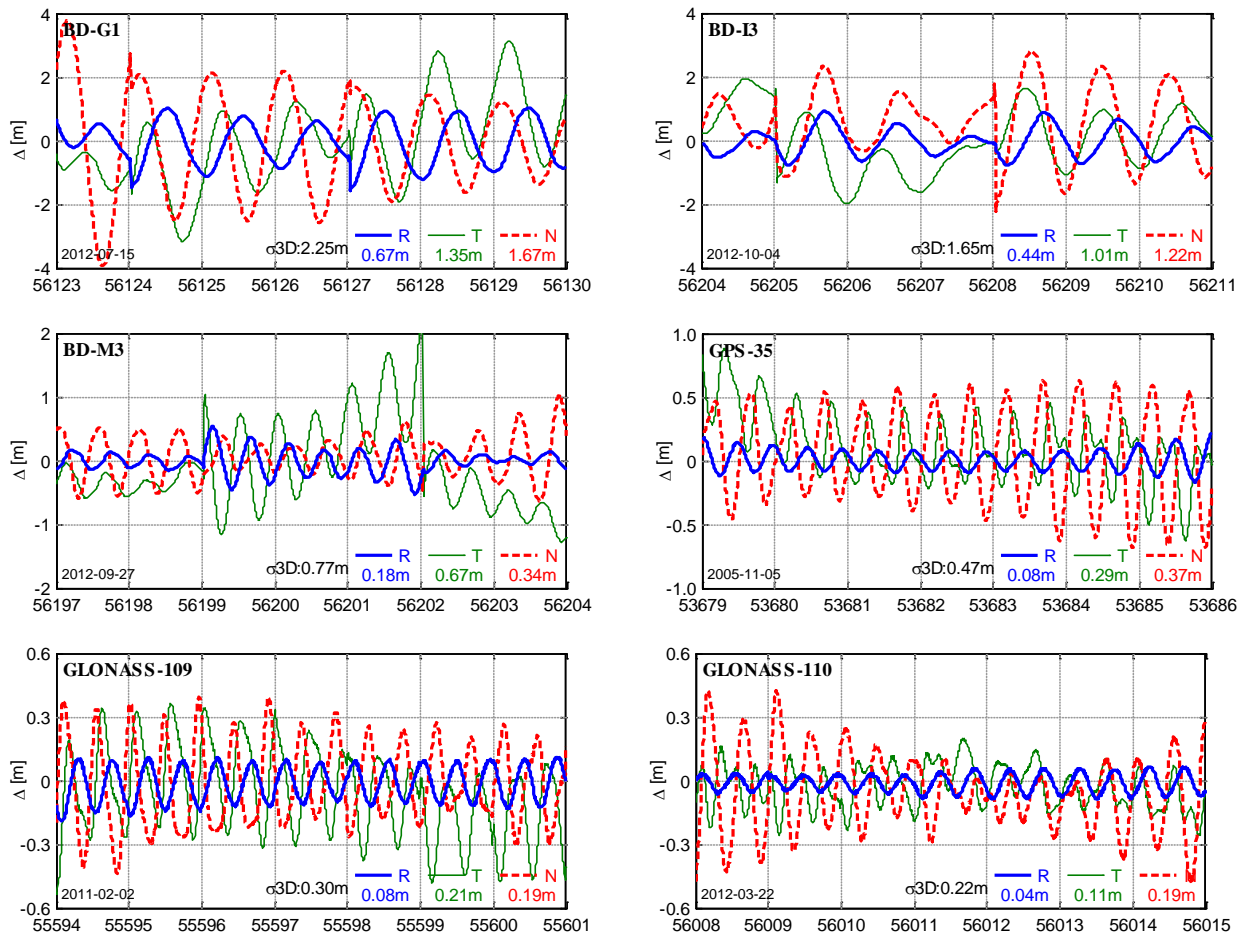 BD-G1
4
2
0
-2
-4
Δ [m]
2012-07-15
σ3D:2.25m
R T N
0.67m 1.35m 1.67m
56123 56124 56125 56126 56127 56128 56129 56130
BD-I3
4
2
0
-2
-4
Δ [m]
2012-10-04
σ3D:1.65m
R T N
0.44m 1.01m 1.22m
56204 56205 56206 56207 56208 56209 56210 56211
BD-M3
2
1
0
-1
-2
Δ [m]
2012-09-27
σ3D:0.77m
R T N
0.18m 0.67m 0.34m
56197 56198 56199 56200 56201 56202 56203 56204
GPS-35
1.0
0.5
0
-0.5
-1.0
Δ [m]
2005-11-05
σ3D:0.47m
R T N
0.08m 0.29m 0.37m
53679 53680 53681 53682 53683 53684 53685 53686
GLONASS-109
0.6
0.3
0
-0.3
-0.6
Δ [m]
2011-02-02
σ3D:0.30m
R T N
0.08m 0.21m 0.19m
55594 55595 55596 55597 55598 55599 55600 55601
GLONASS-110
0.6
0.3
0
-0.3
-0.6
Δ [m]
2012-03-22
σ3D:0.22m
R T N
0.04m 0.11m 0.19m
56008 56009 56010 56011 56012 56013 56014 56015